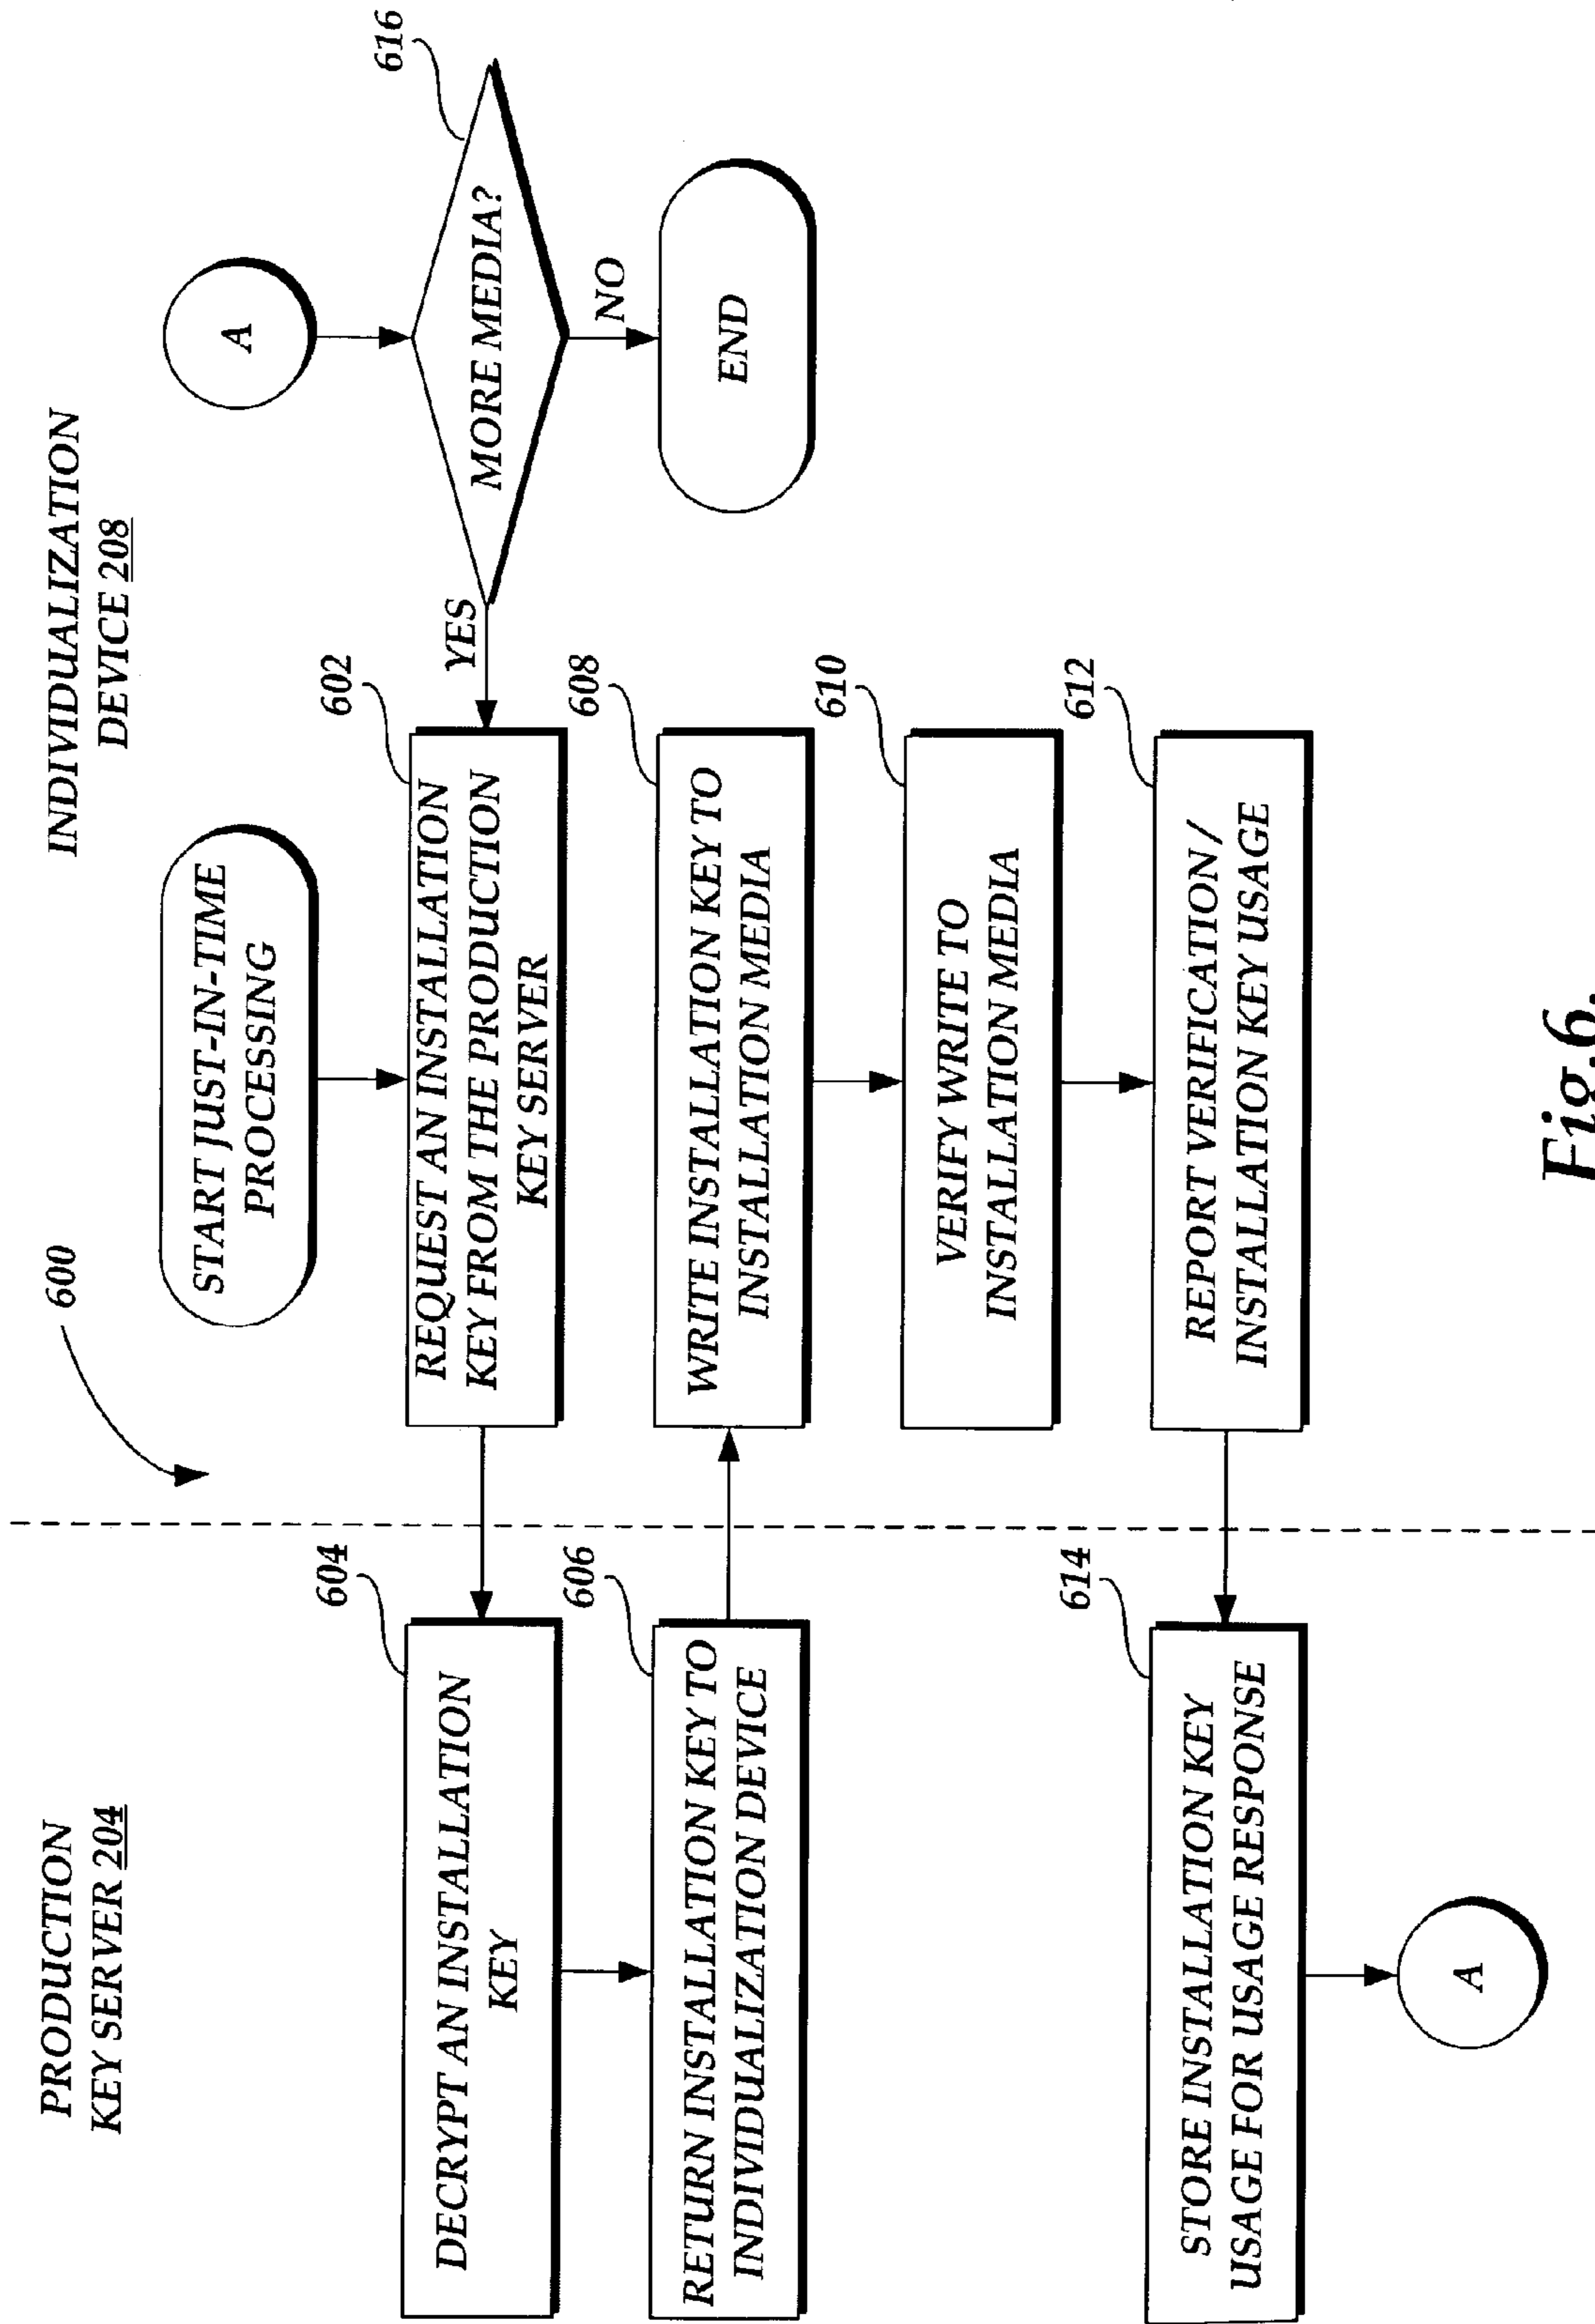 PRODUCTION
KEY SERVER 204
INDIVIDUALIZATION
DEVICE 208
600
START JUST-IN-TIME
PROCESSING
A
602
REQUEST AN INSTALLATION
KEY FROM THE PRODUCTION
KEY SERVER
YES
616
MORE MEDIA?
NO
END
604
DECRYPT AN INSTALLATION
KEY
606
RETURN INSTALLATION KEY TO
INDIVIDUALIZATION DEVICE
608
WRITE INSTALLATION KEY TO
INSTALLATION MEDIA
610
VERIFY WRITE TO
INSTALLATION MEDIA
612
REPORT VERIFICATION /
INSTALLATION KEY USAGE
614
STORE INSTALLATION KEY
USAGE FOR USAGE RESPONSE
A
Fig.6.